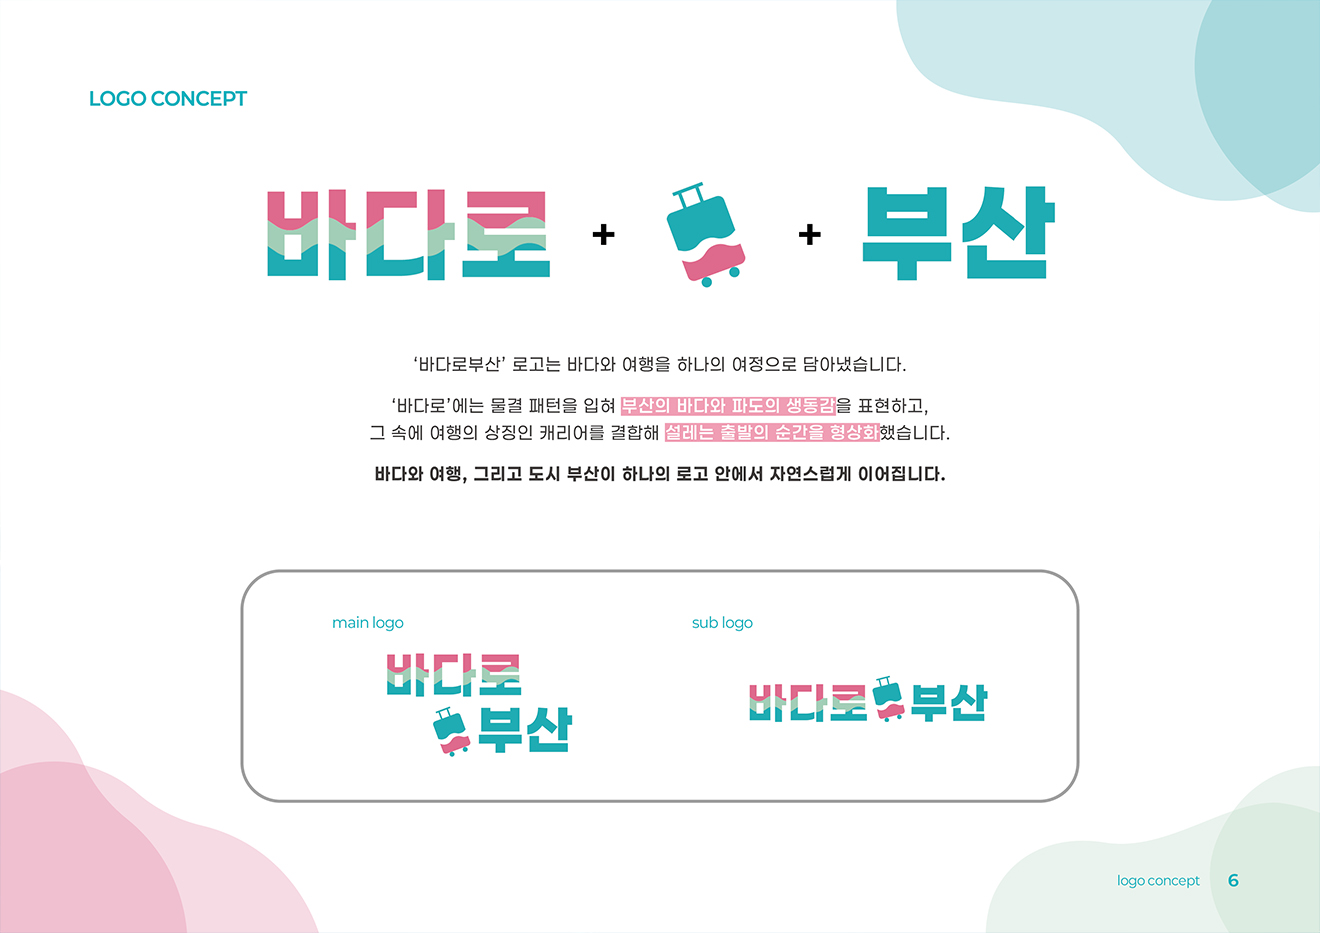 LOGO CONCEPT
바다로 + + 부산
‘바다로부산’ 로고는 바다와 여행을 하나의 여정으로 담아냈습니다.
‘바다로’에는 물결 패턴을 입혀 부산의 바다와 파도의 생동감을 표현하고,
그 속에 여행의 상징인 캐리어를 결합해 설레는 출발의 순간을 형상화했습니다.
바다와 여행, 그리고 도시 부산이 하나의 로고 안에서 자연스럽게 이어집니다.
main logo
바다로
부산
sub logo
바다로 부산
logo concept 6